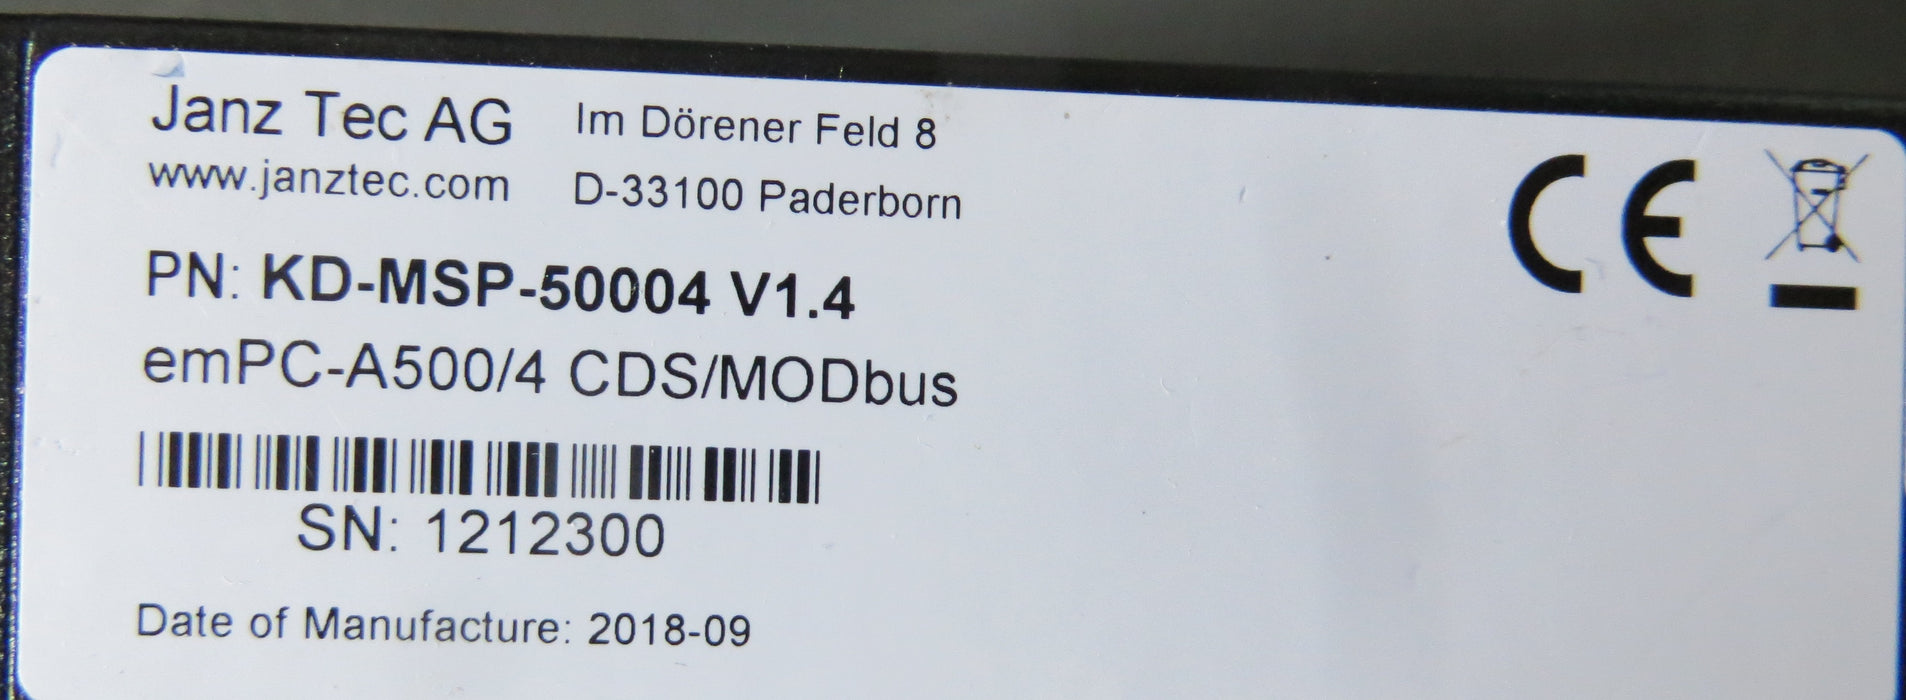 Janz Tec AG Im Dörener Feld 8
www.janztec.com D-33100 Paderborn
CE
PN: KD-MSP-50004 V1.4
emPC-A500/4 CDS/MODbus
SN: 1212300
Date of Manufacture: 2018-09